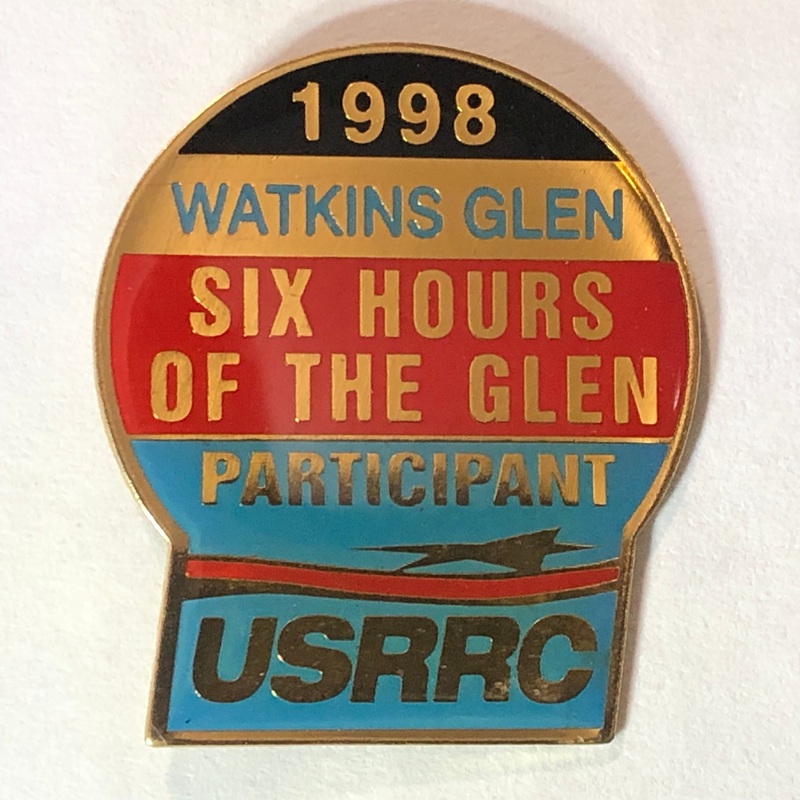 1998
WATKINS GLEN
SIX HOURS
OF THE GLEN
PARTICIPANT
USRRC